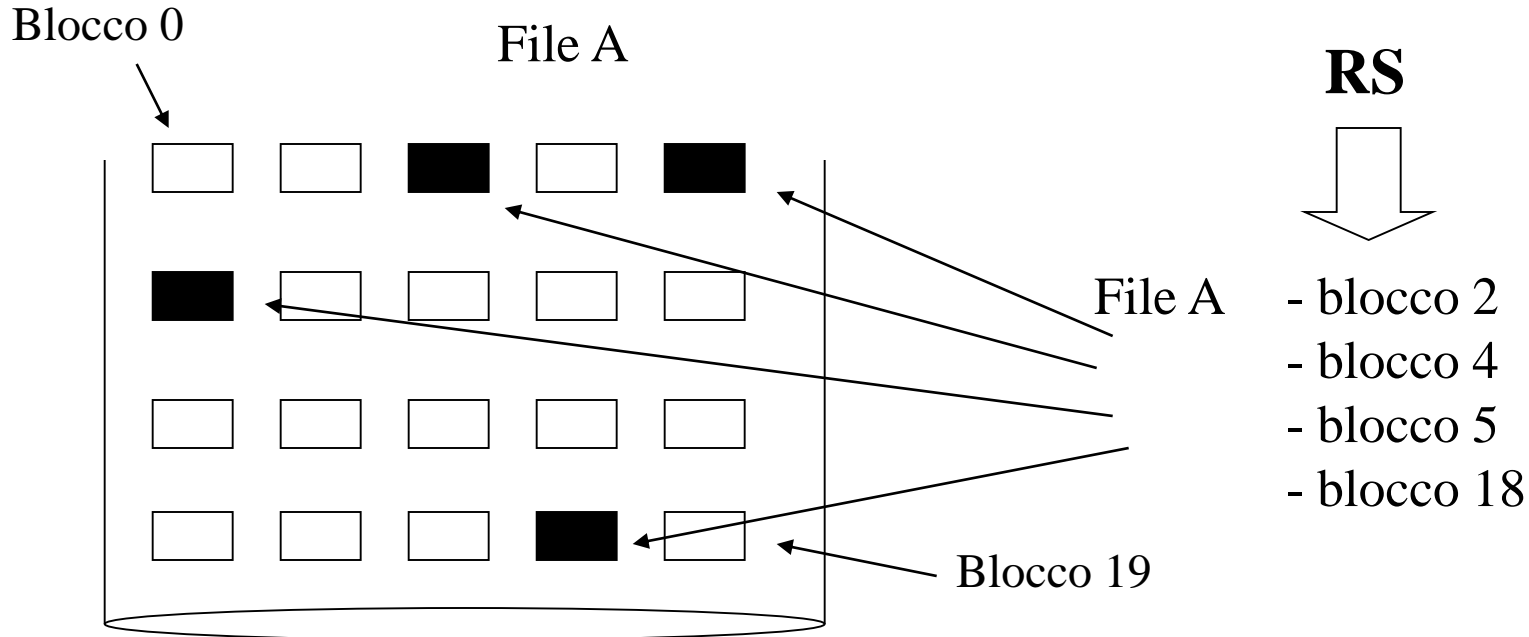 Blocco 0
File A
RS
File A - blocco 2
- blocco 4
- blocco 5
- blocco 18
Blocco 19